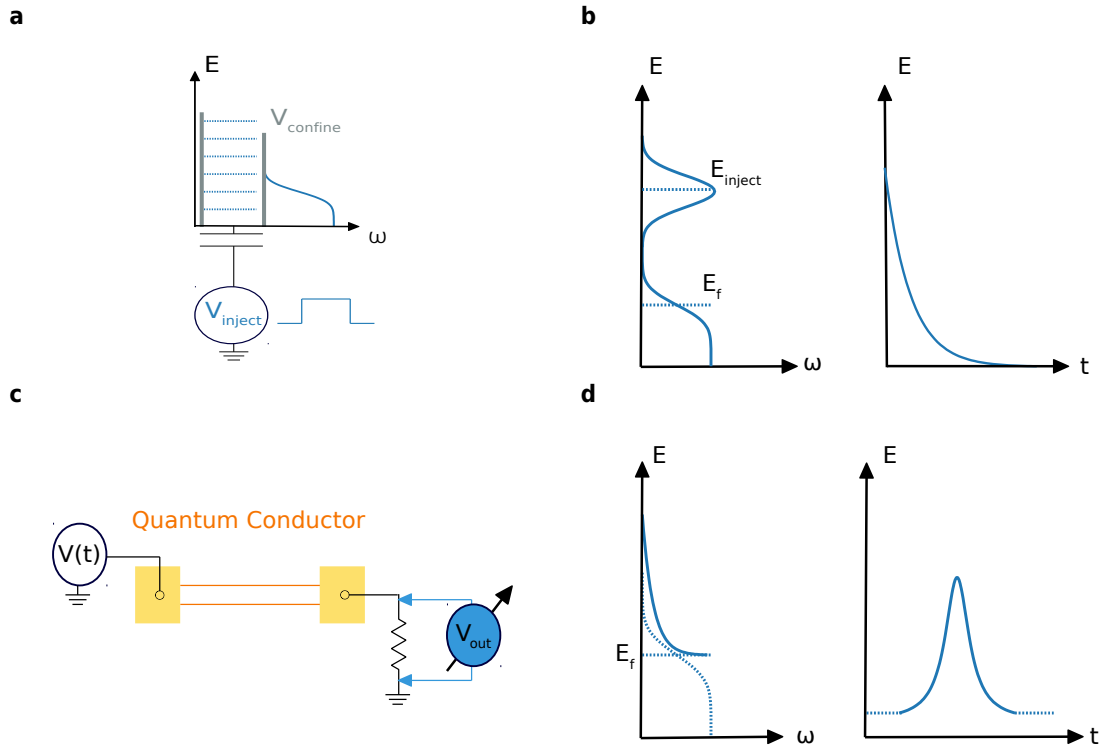 a
E
V confine
ω
V inject
b
E
E inject
E f
ω
E
t
c
Quantum Conductor
V(t)
V out
d
E
E f
ω
E
t